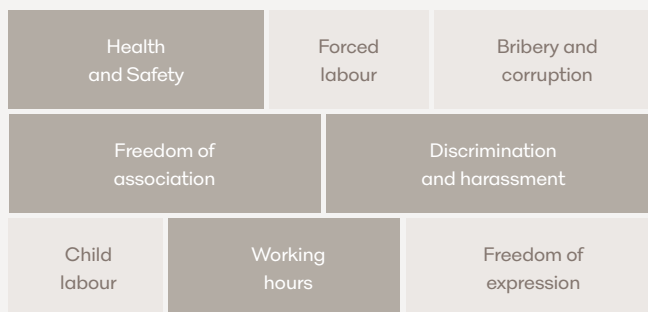 Health
and Safety
Forced
labour
Bribery and
corruption
Freedom of
association
Discrimination
and harassment
Child
labour
Working
hours
Freedom of
expression